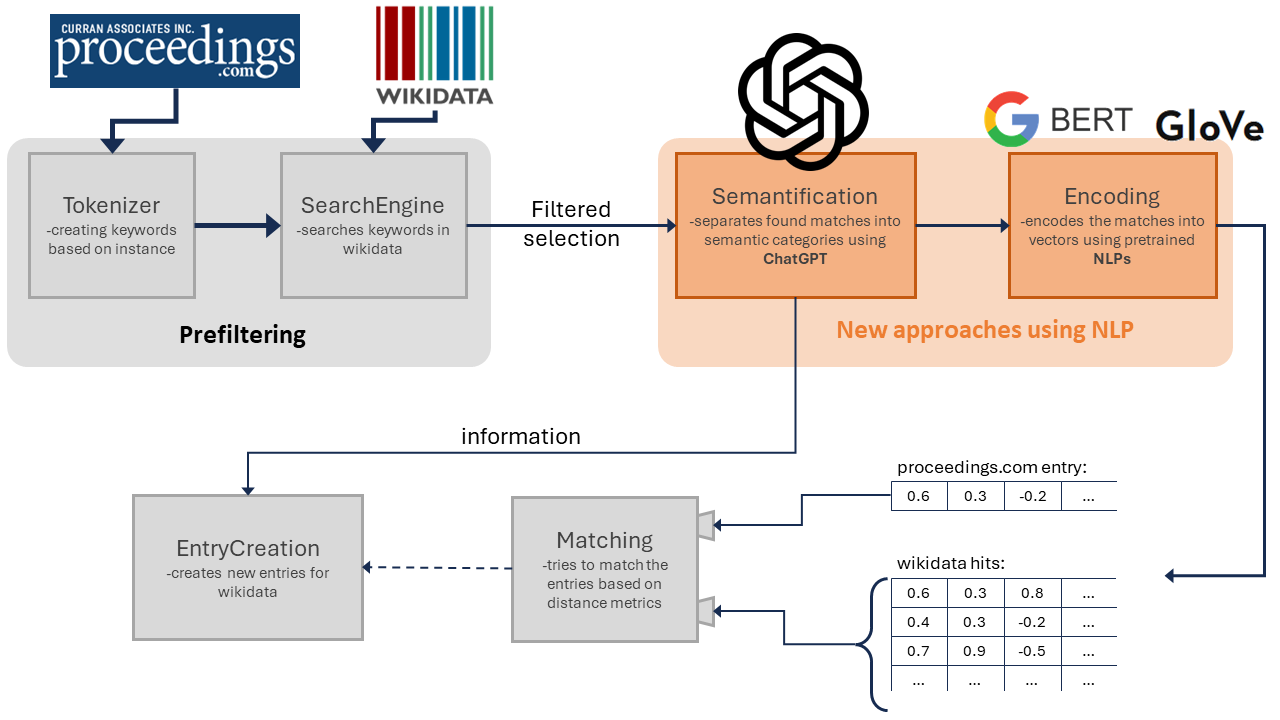 CURRAN ASSOCIATES INC.
proceedings
.com
WIKIDATA
BERT
GloVe
Tokenizer
-creating keywords
based on instance
SearchEngine
-searches keywords in
wikidata
Prefiltering
Filtered
selection
Semantification
-separates found matches into
semantic categories using
ChatGPT
Encoding
-encodes the matches into
vectors using pretrained
NLPs
New approaches using NLP
information
EntryCreation
-creates new entries for
wikidata
Matching
-tries to match the
entries based on
distance metrics
proceedings.com entry:
0.6 0.3 -0.2 ...
wikidata hits:
0.6 0.3 0.8 ...
0.4 0.3 -0.2 ...
0.7 0.9 -0.5 ...
... ... ... ...